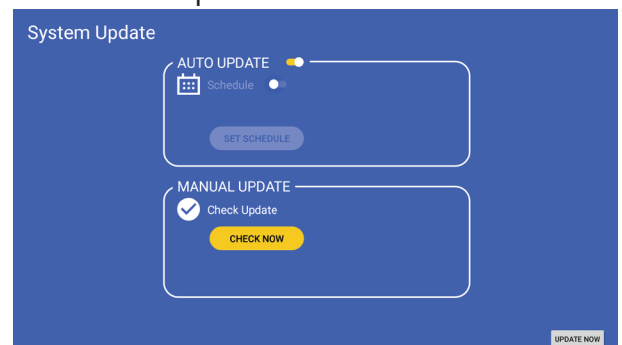 System Update
AUTO UPDATE
Schedule
SET SCHEDULE
MANUAL UPDATE
Check Update
CHECK NOW
UPDATE NOW